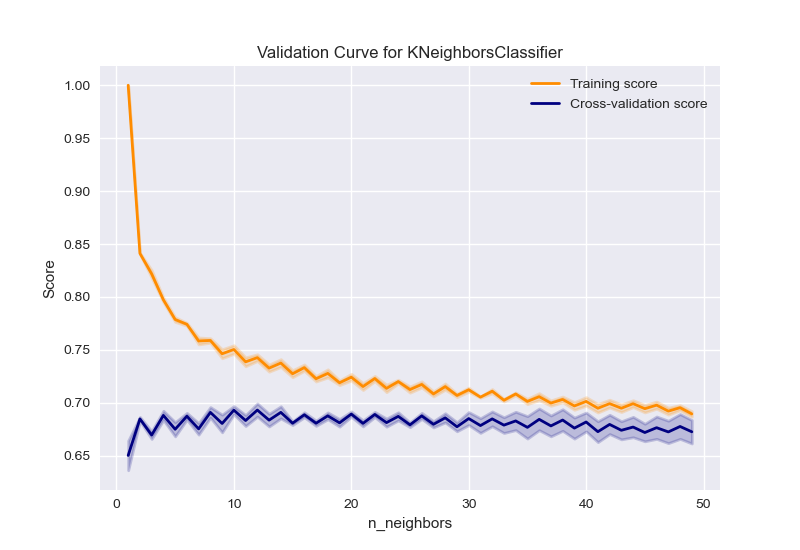 Validation Curve for KNeighborsClassifier
Training score
Cross-validation score
1.00
0.95
0.90
0.85
0.80
0.75
0.70
0.65
Score
0 10 20 30 40 50
n_neighbors